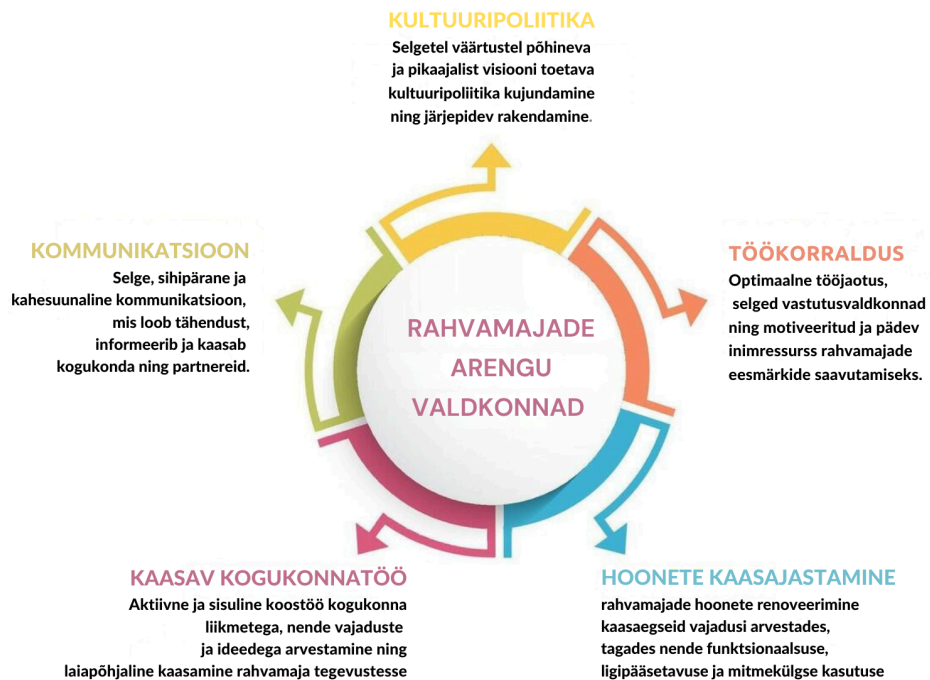 KULTUURIPOLIITIKA
Selgetel väärtustel põhineva
ja pikaajalist visiooni toetava
kultuuripoliitika kujundamine
ning järjepidev rakendamine.
KOMMUNIKATSIOON
Selge, sihipärane ja
kahesuunaline kommunikatsioon,
mis loob tähendust,
informeerib ja kaasab
kogukonda ning partnereid.
RAHVAMAJADE
ARENGU
VALDKONNAD
TÖÖKORRALDUS
Optimaalne tööjaotus,
selged vastutusvaldkonnad
ning motiveeritud ja pädev
inimressurss rahvamajade
eesmärkide saavutamiseks.
KAASAV KOGUKONNATÖÖ
Aktiivne ja sisuline koostöö kogukonna
liikmetega, nende vajaduste
ja ideedega arvestamine ning
laiapõhjaline kaasamine rahvamaja tegevustesse
HOONETE KAASAJASTAMINE
rahvamajade hoonete renoveerimine
kaasaegseid vajadusi arvestades,
tagades nende funktsionaalsuse,
ligipääsetavuse ja mitmekülgse kasutuse